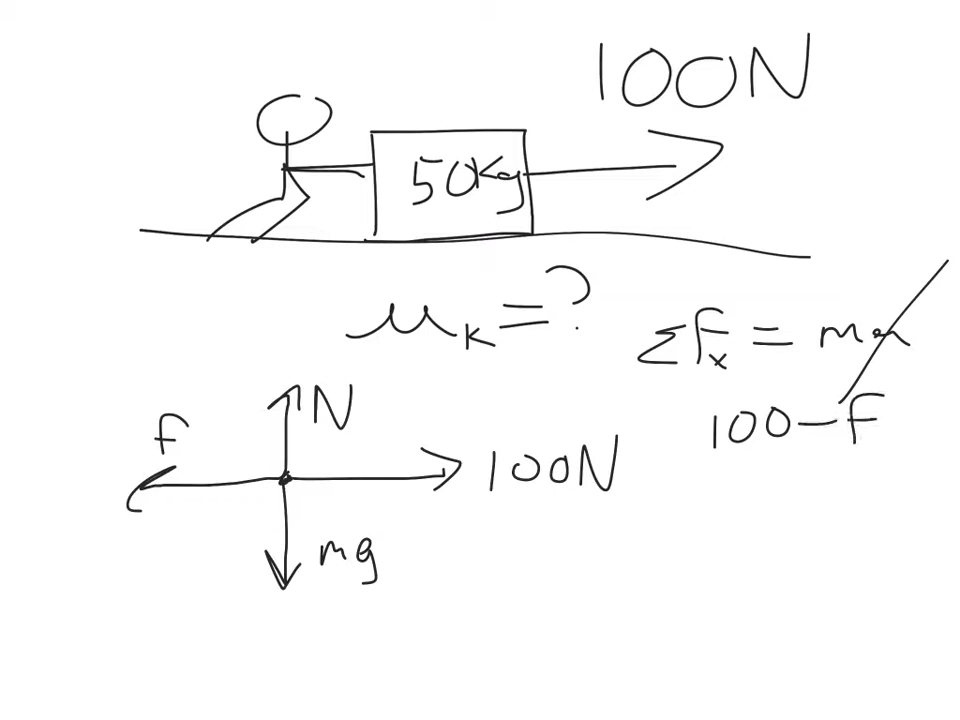 100N
50Kg
μk = ?
ΣFx = ma
100 - f
N
f
100N
mg